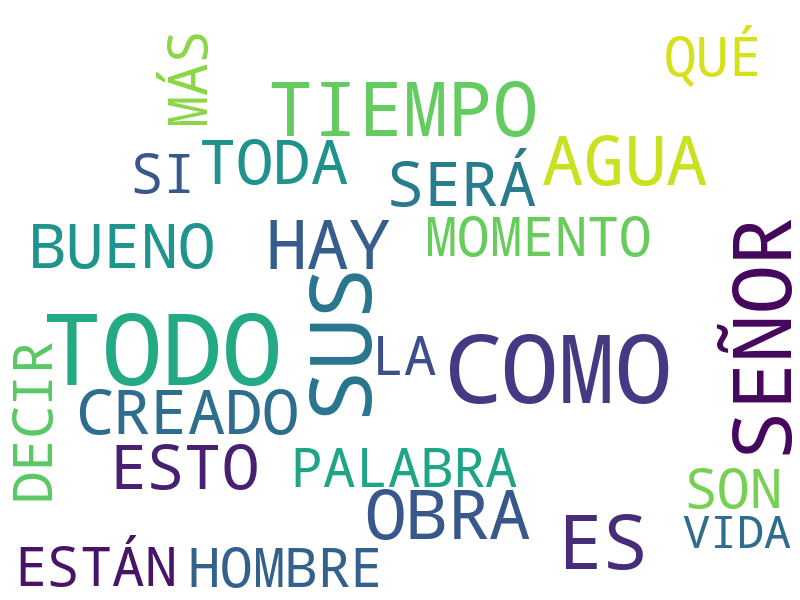 MÁS
QUÉ
TIEMPO
SI
TODA
SERÁ
AGUA
BUENO
HAY
MOMENTO
SEÑOR
SUS
TODO
LA
COMO
DECIR
CREADO
ESTO
PALABRA
SON
OBRA
ES
VIDA
ESTÁN
HOMBRE